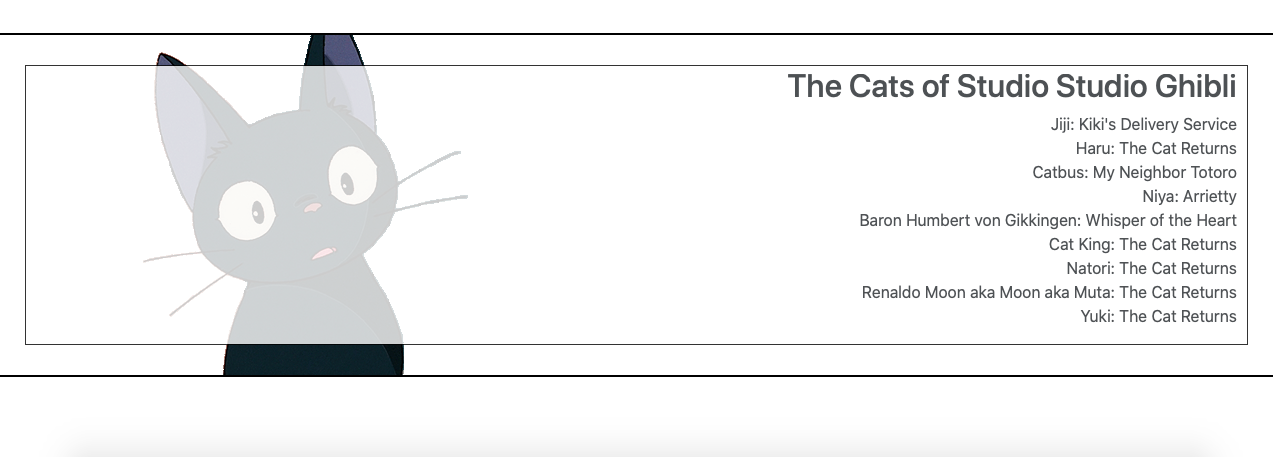 The Cats of Studio Studio Ghibli
Jiji: Kiki's Delivery Service
Haru: The Cat Returns
Catbus: My Neighbor Totoro
Niya: Arrietty
Baron Humbert von Gikkingen: Whisper of the Heart
Cat King: The Cat Returns
Natori: The Cat Returns
Renaldo Moon aka Moon aka Muta: The Cat Returns
Yuki: The Cat Returns